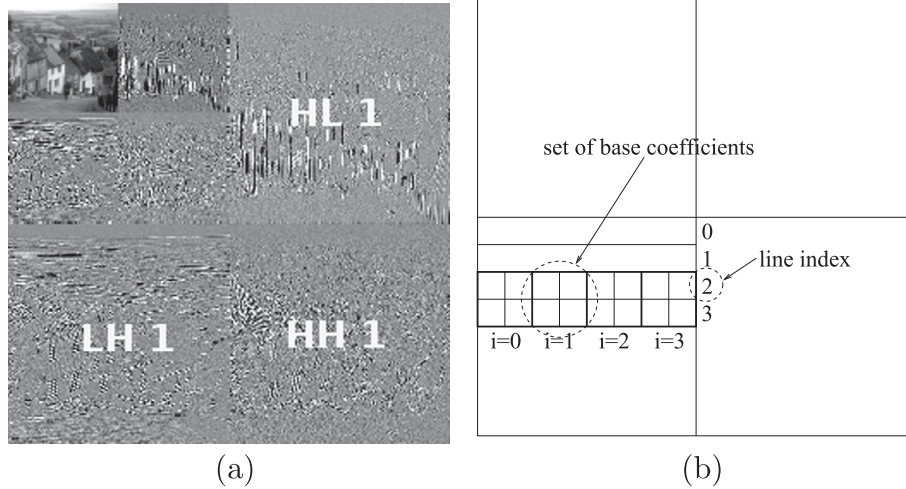 HL 1
LH 1
HH 1
(a)
set of base coefficients
0
1
line index
2
3
i=0 i=1 i=2 i=3
(b)